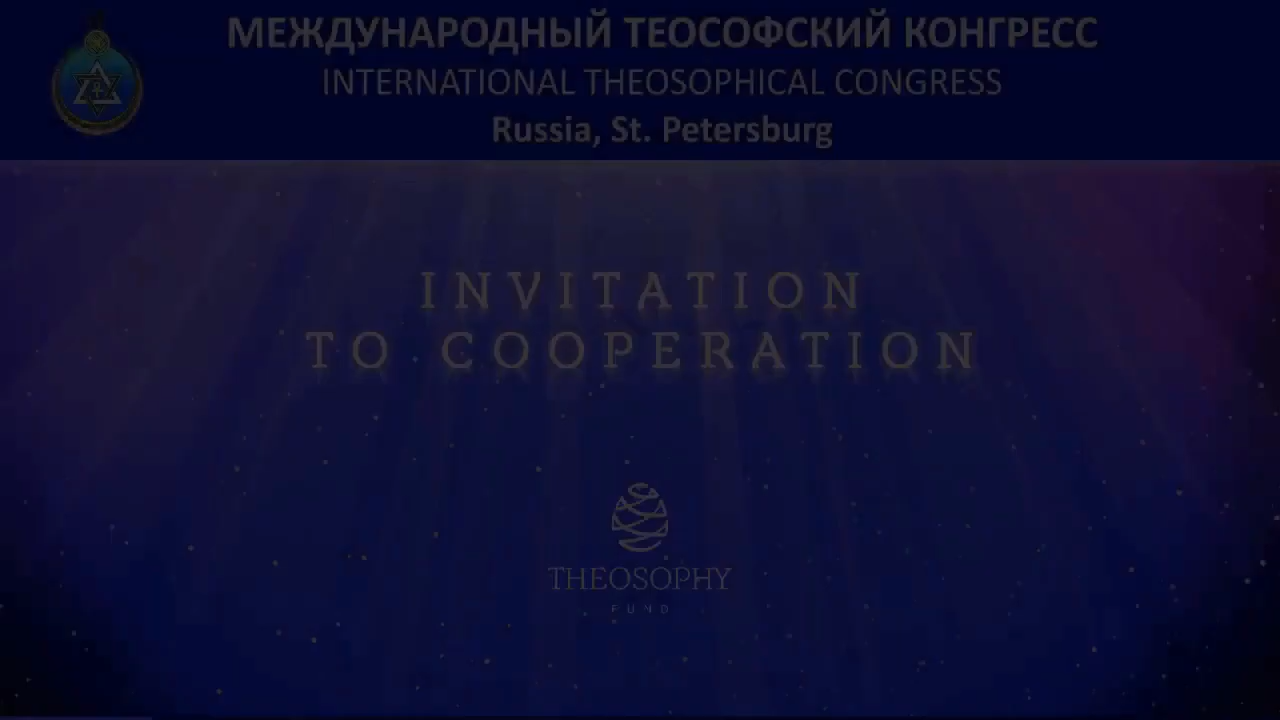 МЕЖДУНАРОДНЫЙ ТЕОСОФСКИЙ КОНГРЕСС
INTERNATIONAL THEOSOPHICAL CONGRESS
Russia, St. Petersburg
INVITATION
TO COOPERATION
THEOSOPHY
FUND